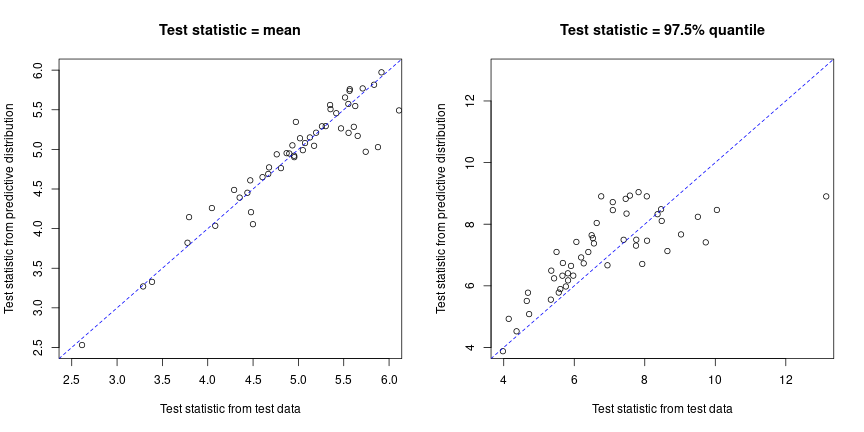 Test statistic = mean
Test statistic from predictive distribution
6.0
5.5
5.0
4.5
4.0
3.5
3.0
2.5
2.5 3.0 3.5 4.0 4.5 5.0 5.5 6.0
Test statistic from test data
Test statistic = 97.5% quantile
Test statistic from predictive distribution
12
10
8
6
4
4 6 8 10 12
Test statistic from test data